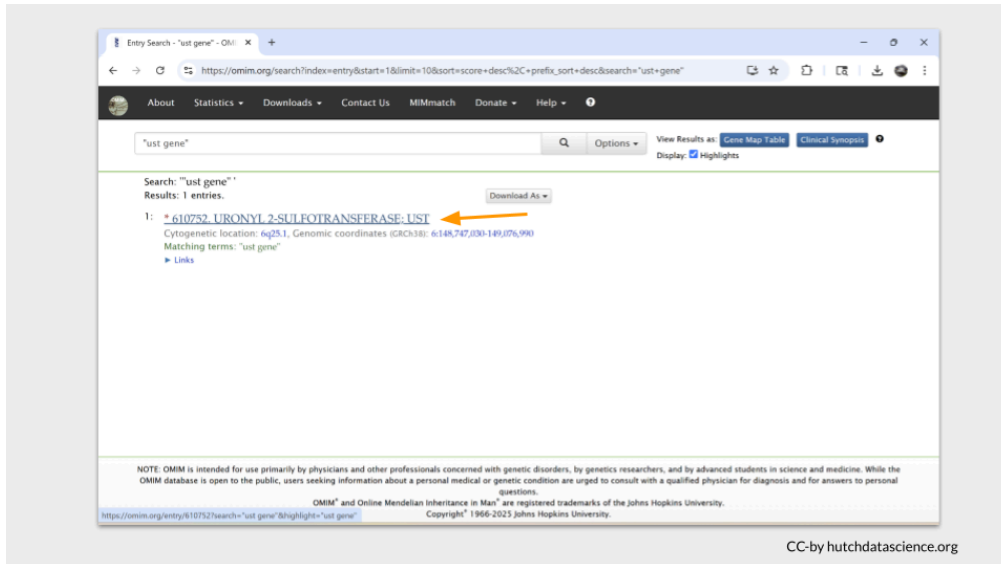 Entry Search - "ust gene" - OMI
https://omim.org/search?index=entry&start=1&limit=10&sort=score+desc%2C+prefix_sort+desc&search="ust+gene"
About Statistics Downloads Contact Us MIMmatch Donate Help
"ust gene" Options View Results as: Gene Map Table Clinical Synopsis
Display: Highlights
Search: '"ust gene" '
Results: 1 entries. Download As
1: * 610752. URONYL 2-SULFOTRANSFERASE; UST
Cytogenetic location: 6q25.1, Genomic coordinates (GRCh38): 6:148,747,030-149,076,990
Matching terms: "ust gene"
Links
NOTE: OMIM is intended for use primarily by physicians and other professionals concerned with genetic disorders, by genetics researchers, and by advanced students in science and medicine. While the
OMIM database is open to the public, users seeking information about a personal medical or genetic condition are urged to consult with a qualified physician for diagnosis and for answers to personal
questions.
OMIM® and Online Mendelian Inheritance in Man® are registered trademarks of the Johns Hopkins University.
Copyright® 1966-2025 Johns Hopkins University.
https://omim.org/entry/610752?search="ust gene"&highlight="ust gene"
CC-by hutchdatascience.org